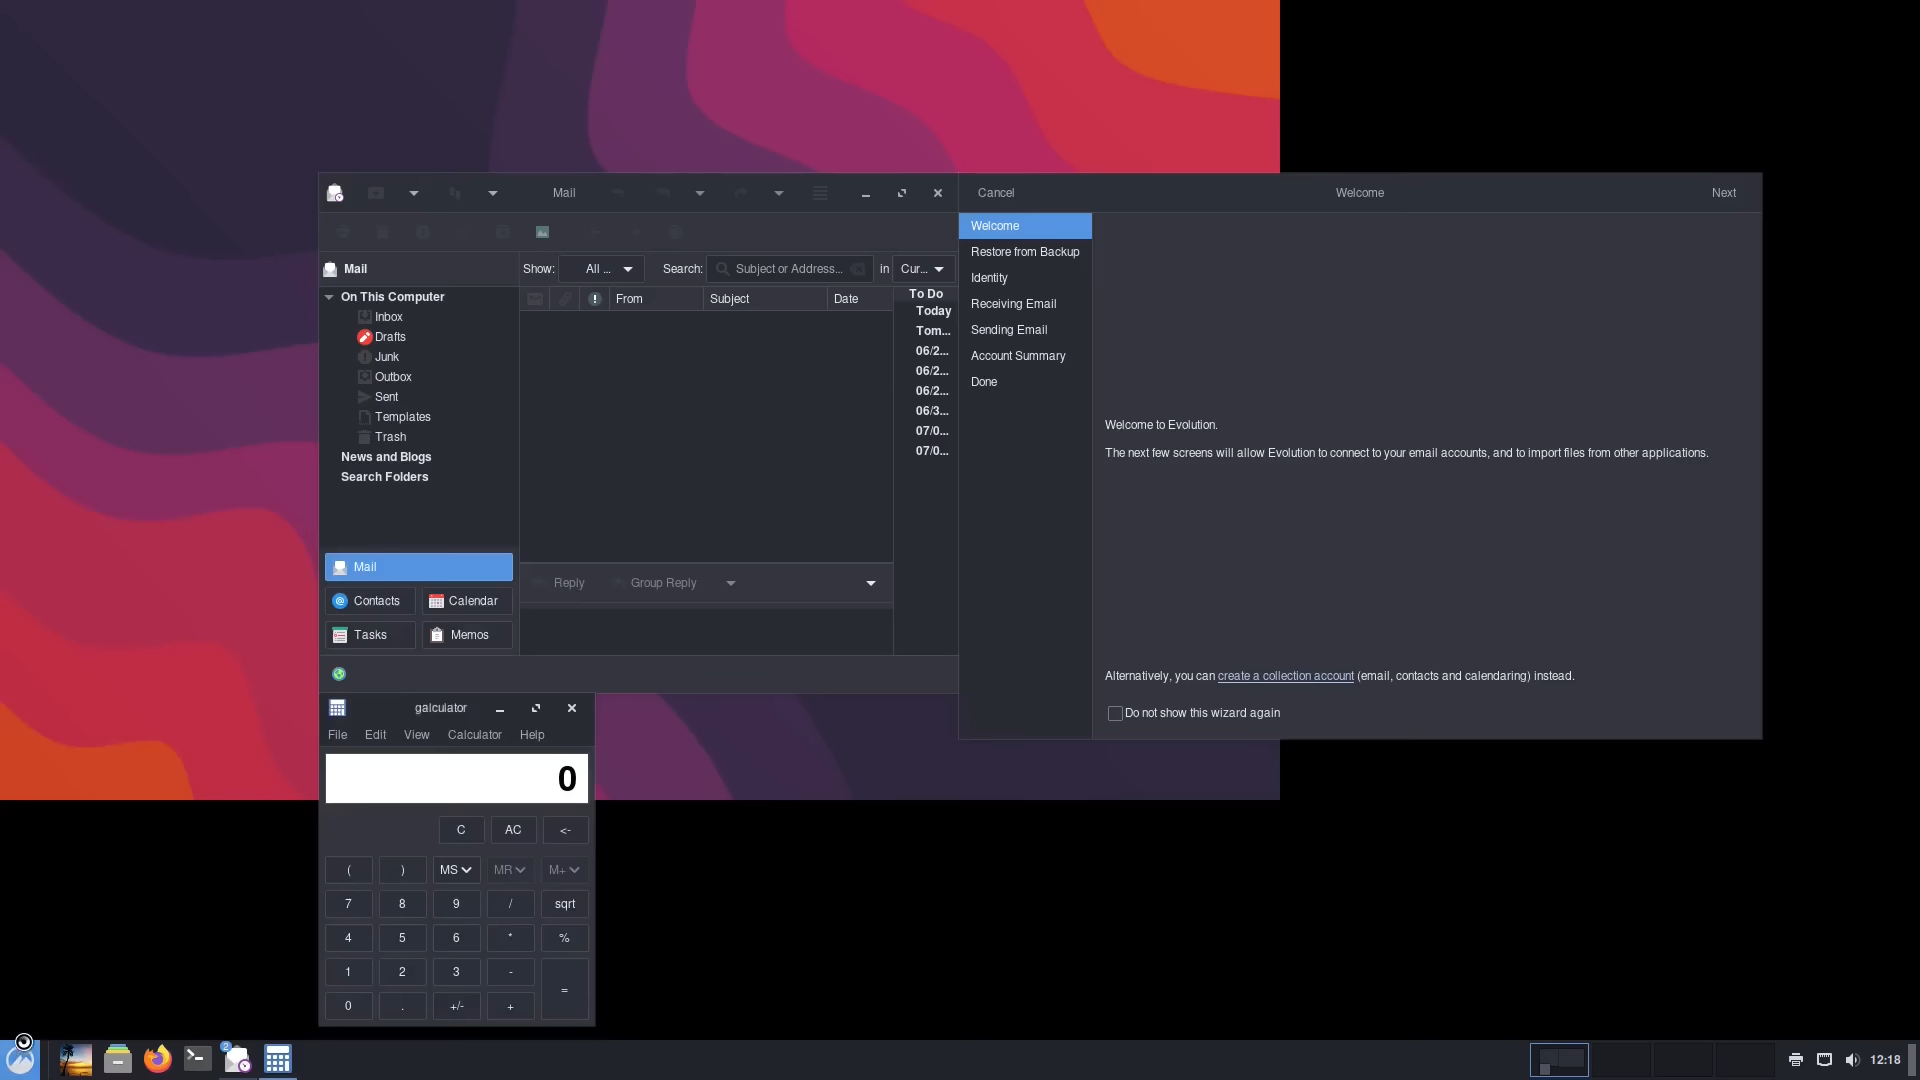 Mail
Mail
Show:
All ...
Search:
Subject or Address...
in
Cur...
On This Computer
Inbox
Drafts
Junk
Outbox
Sent
Templates
Trash
News and Blogs
Search Folders
From
Subject
Date
To Do
Today
Tom...
06/2...
06/2...
06/2...
06/3...
07/0...
07/0...
Mail
Contacts
Calendar
Tasks
Memos
Reply
Group Reply
Cancel
Welcome
Next
Welcome
Restore from Backup
Identity
Receiving Email
Sending Email
Account Summary
Done
Welcome to Evolution.
The next few screens will allow Evolution to connect to your email accounts, and to import files from other applications.
Alternatively, you can create a collection account (email, contacts and calendaring) instead.
Do not show this wizard again
galculator
File Edit View Calculator Help
0
C AC <-
( ) MS MR M+
7 8 9 / sqrt
4 5 6 * %
1 2 3 - =
0 . +/- +
2
12:18